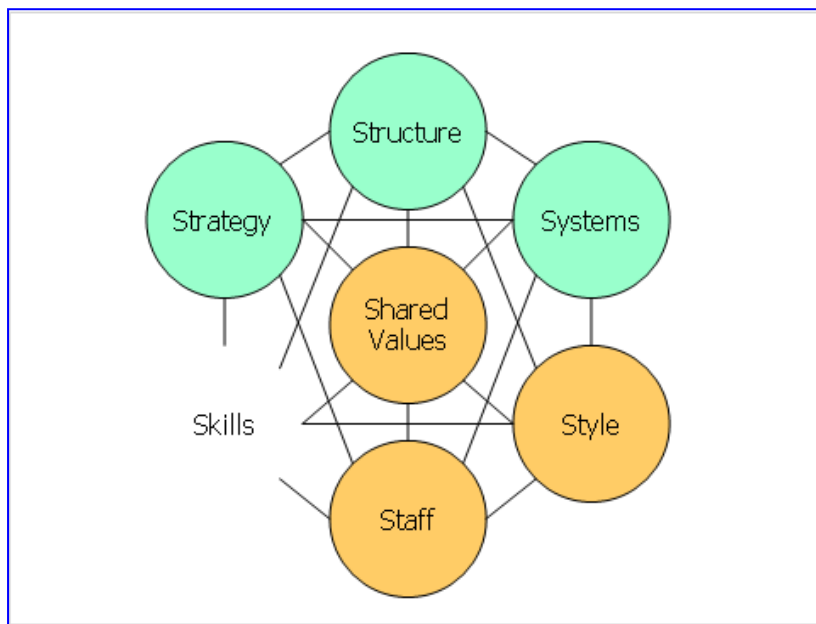 Structure
Strategy
Systems
Shared
Values
Skills
Style
Staff